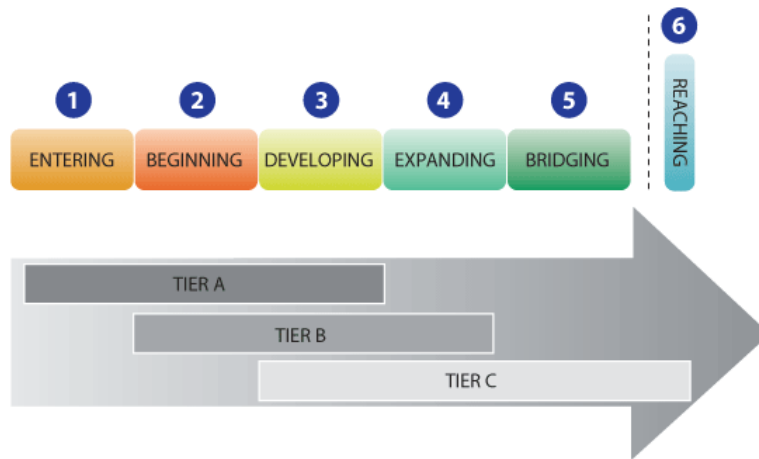 1
2
3
4
5
6
ENTERING
BEGINNING
DEVELOPING
EXPANDING
BRIDGING
REACHING
TIER A
TIER B
TIER C